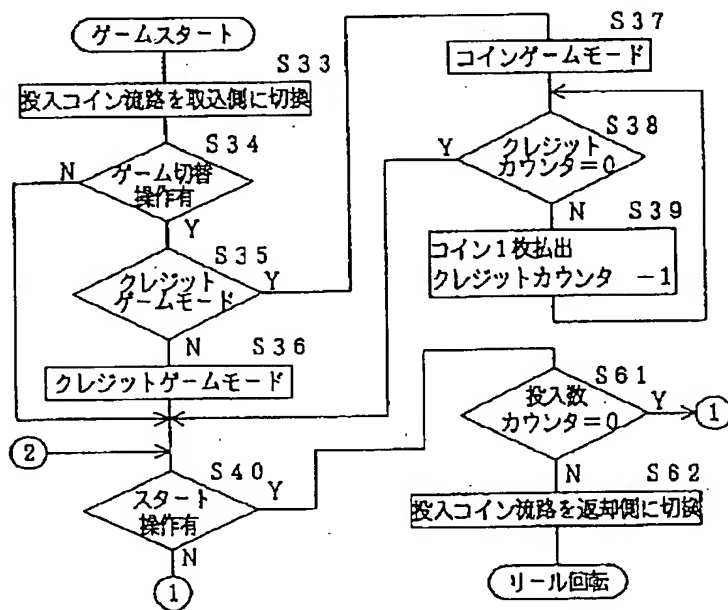 ゲームスタート
S33
投入コイン流路を取込側に切換
S34
N
ゲーム切替
操作有
Y
S35
クレジット
ゲームモード
Y
N
S36
クレジットゲームモード
2
S40
スタート
操作有
Y
N
1
S37
コインゲームモード
S38
Y
クレジット
カウンタ=0
N
S39
コイン1枚払出
クレジットカウンタ -1
S61
投入数
カウンタ=0
Y
1
N
S62
投入コイン流路を返却側に切換
リール回転